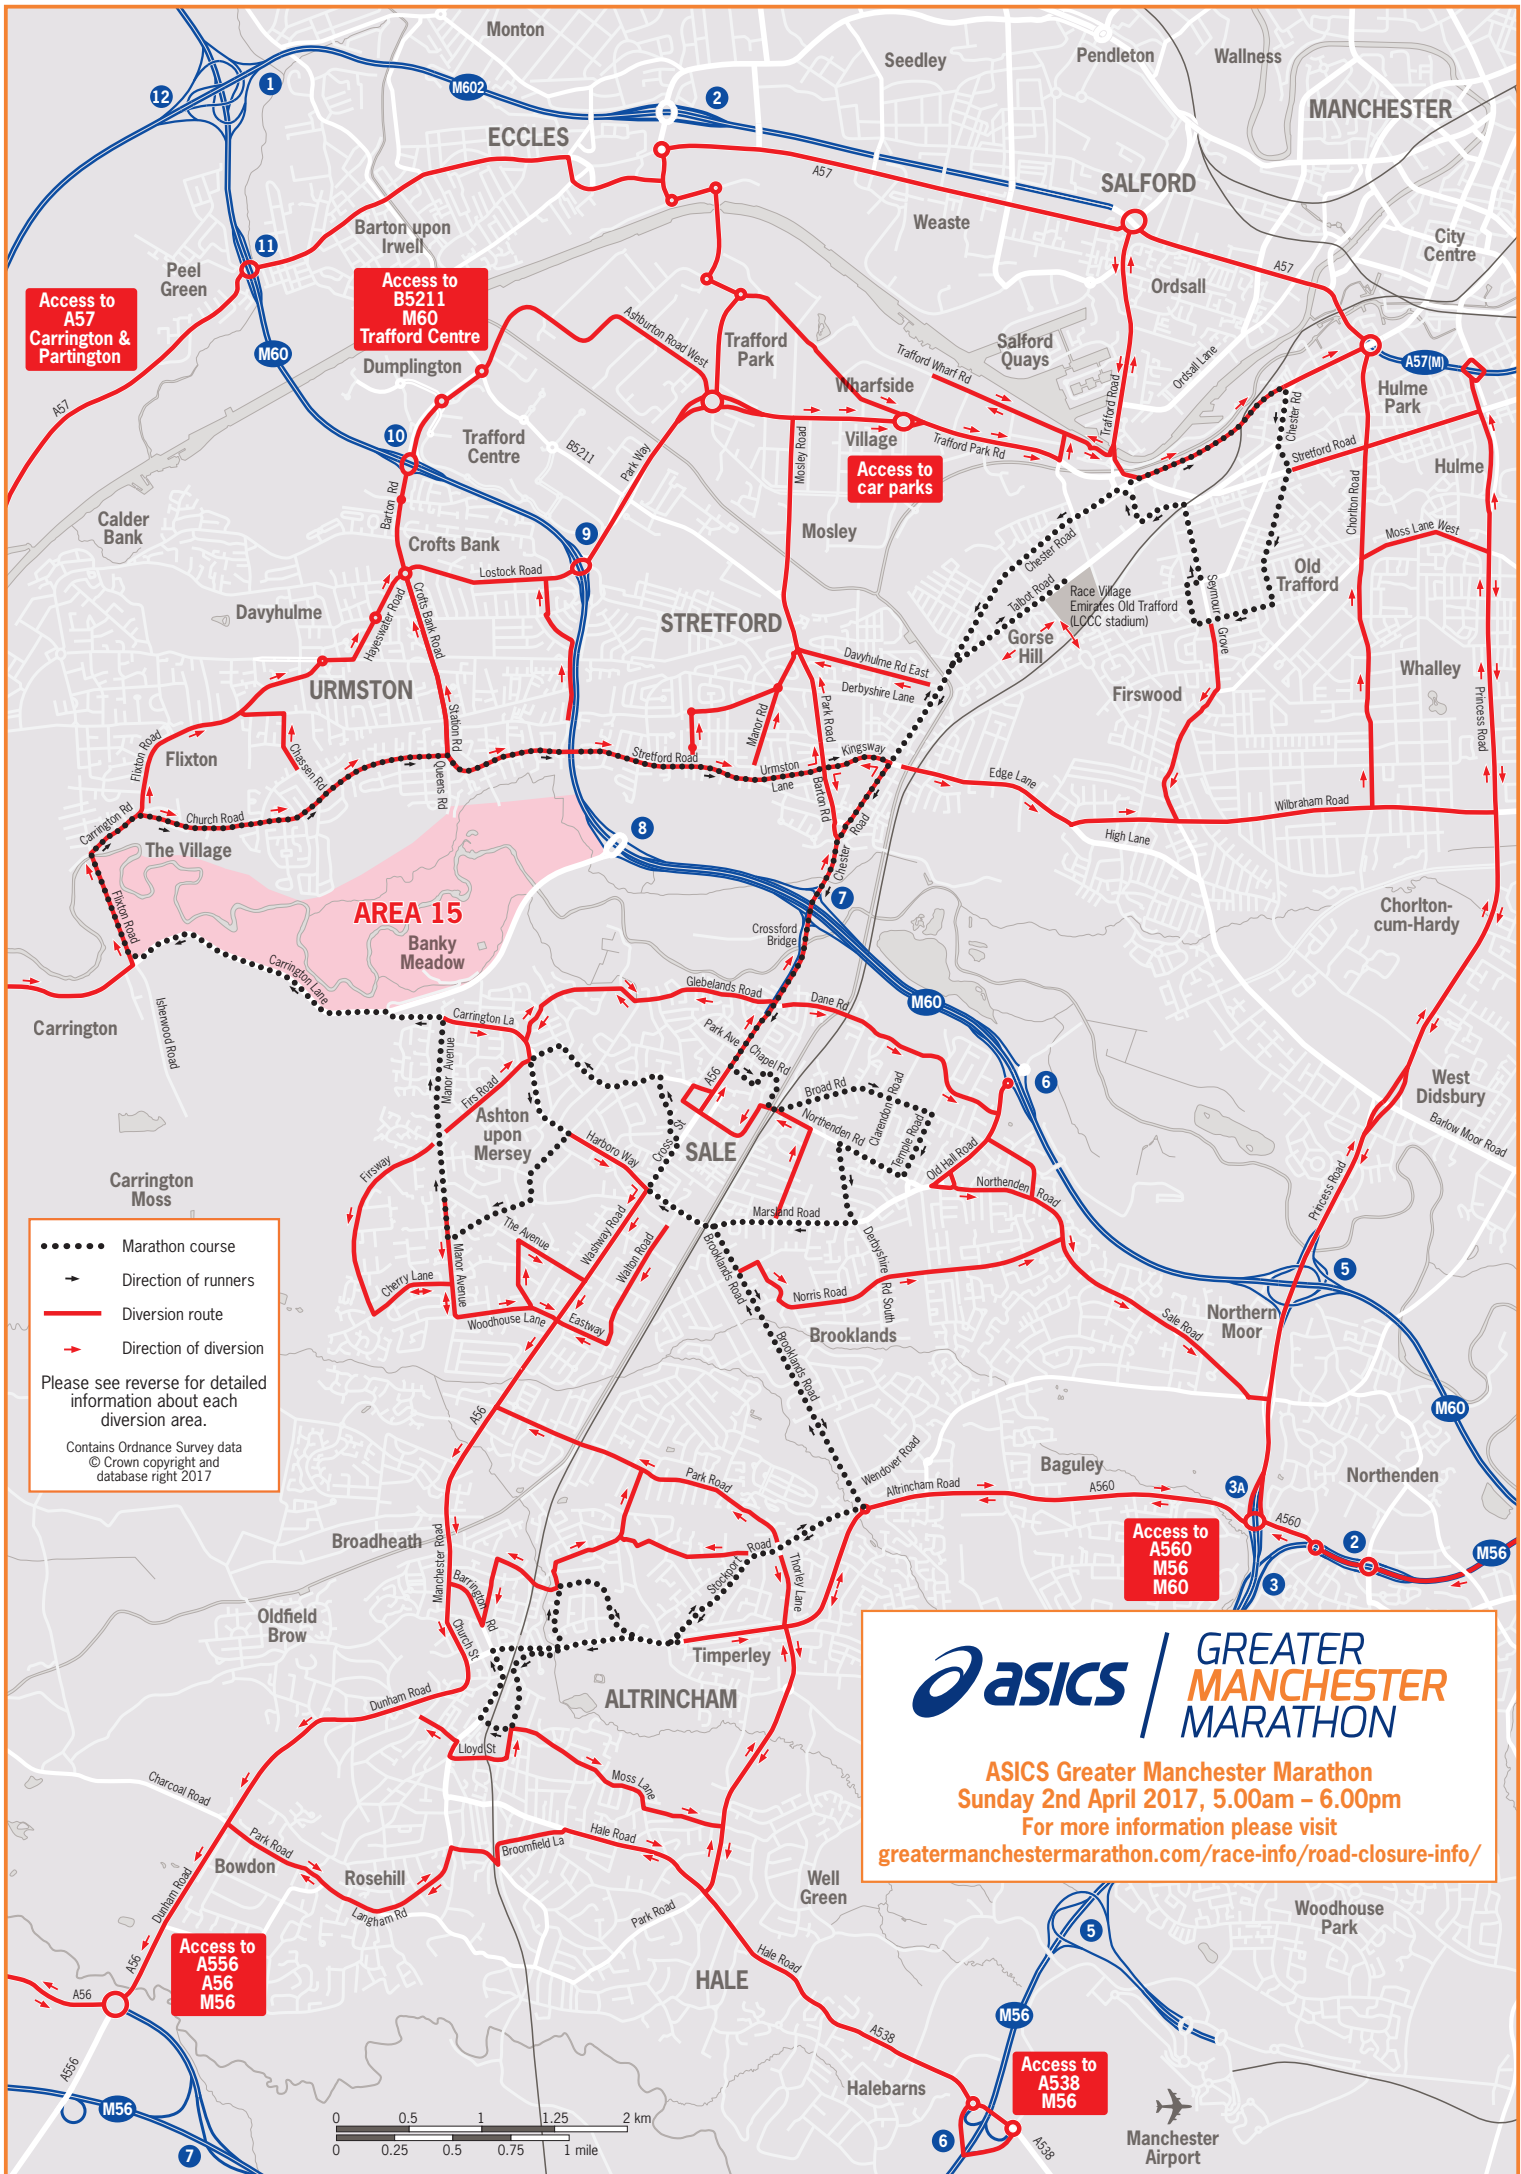 Monton
Seedley
Pendleton
Wallness
MANCHESTER
12
1
M602
2
ECCLES
A57
SALFORD
Weaste
Barton upon
Irwell
11
Peel
Green
City
Centre
A57
Ordsall
Access to
A57
Carrington &
Partington
Access to
B5211
M60
Trafford Centre
Ashburton Road West
Trafford
Park
Salford
Quays
Trafford Wharf Rd
Ordsall Lane
M60
Dumplington
A57(M)
Wharfside
Trafford Road
Chester Rd
Hulme
Park
A57
10
Trafford
Centre
B5211
Park Way
Mosley Road
Village
Trafford Park Rd
Stretford Road
Hulme
Access to
car parks
Barton Rd
Chorlton Road
Calder
Bank
9
Mosley
Moss Lane West
Crofts Bank
Lostock Road
Chester Road
Talbot Road
Old
Trafford
Davyhulme
Hayeswater Road
Crofts Bank Road
STRETFORD
Race Village
Emirates Old Trafford
(LCCC stadium)
Seymour
Grove
Gorse
Hill
Davyhulme Rd East
Derbyshire Lane
Firswood
Whalley
URMSTON
Station Rd
Manor Rd
Park Road
Princess Road
Flixton Road
Flixton
Chassen Rd
Stretford Road
Kingsway
Urmston
Lane
Queens Rd
Barton Rd
Edge Lane
Carrington Rd
Church Road
Wilbraham Road
High Lane
The Village
8
Chester
Road
7
Flixton Road
AREA 15
Banky
Meadow
Crossford
Bridge
Chorlton-
cum-Hardy
Carrington Lane
Glebelands Road
Dane Rd
M60
Carrington
Isherwood Road
Carrington La
Park Ave
Chapel Rd
A56
6
Manor Avenue
Firs Road
Broad Rd
Clarendon Road
West
Didsbury
Barlow Moor Road
Ashton
upon
Mersey
Northenden Rd
Temple Road
Harboro Way
Cross St
SALE
Old Hall Road
Firsway
Carrington
Moss
Northenden
Road
Princess Road
Marsland Road
The Avenue
Washway Road
Walton Road
Brooklands Road
Derbyshire
Rd South
Marathon course
Direction of runners
Diversion route
Direction of diversion
Please see reverse for detailed
information about each
diversion area.
Contains Ordnance Survey data
© Crown copyright and
database right 2017
Manor Avenue
Cherry Lane
Woodhouse Lane
Eastway
Norris Road
Brooklands
5
Northern
Moor
Sale Road
Brooklands Road
M60
A56
Wendover Road
Park Road
Altrincham Road
Baguley
A560
3A
Northenden
A560
Broadheath
Manchester Road
Stockport
Road
Thorley Lane
Access to
A560
M56
M60
2
M56
3
Barrington
Rd
Oldfield
Brow
Church St
Timperley
ALTRINCHAM
Dunham Road
asics
GREATER
MANCHESTER
MARATHON
ASICS Greater Manchester Marathon
Sunday 2nd April 2017, 5.00am – 6.00pm
For more information please visit
greatermanchestermarathon.com/race-info/road-closure-info/
Lloyd St
Charcoal Road
Moss Lane
Park Road
Bowdon
Rosehill
Broomfield La
Hale Road
Dunham Road
Langham Rd
Park Road
Well
Green
Woodhouse
Park
5
Access to
A556
A56
M56
A56
Hale Road
HALE
A56
M56
A538
A556
M56
Halebarns
Access to
A538
M56
7
0
0.5
1
1.25
2 km
0
0.25
0.5
0.75
1 mile
6
A538
Manchester
Airport